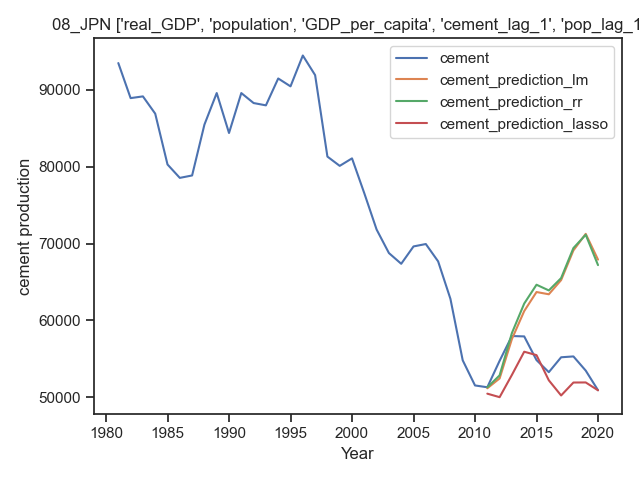 08_JPN ['real_GDP', 'population', 'GDP_per_capita', 'cement_lag_1', 'pop_lag_1
cement
cement_prediction_lm
cement_prediction_rr
cement_prediction_lasso
90000
80000
70000
60000
50000
cement production
1980 1985 1990 1995 2000 2005 2010 2015 2020
Year